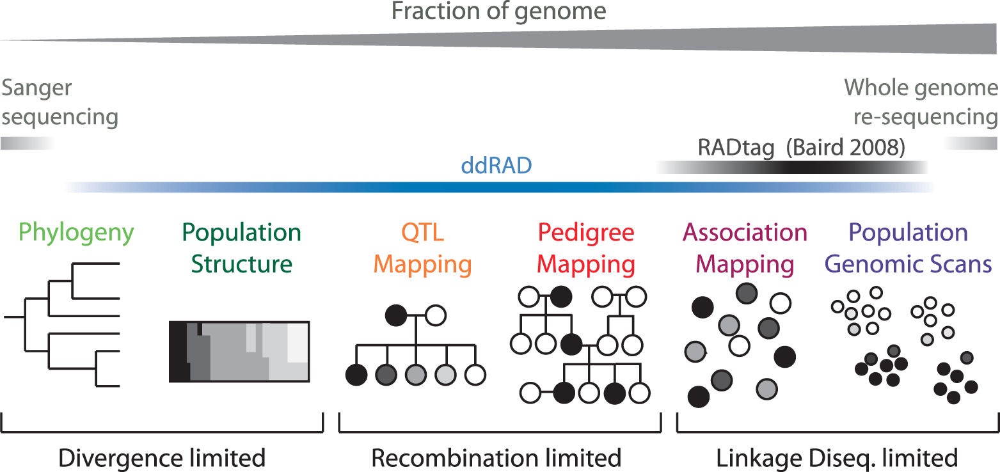 Fraction of genome
Sanger
sequencing
Whole genome
re-sequencing
RADtag (Baird 2008)
ddRAD
Phylogeny
Population
Structure
QTL
Mapping
Pedigree
Mapping
Association
Mapping
Population
Genomic Scans
Divergence limited
Recombination limited
Linkage Diseq. limited